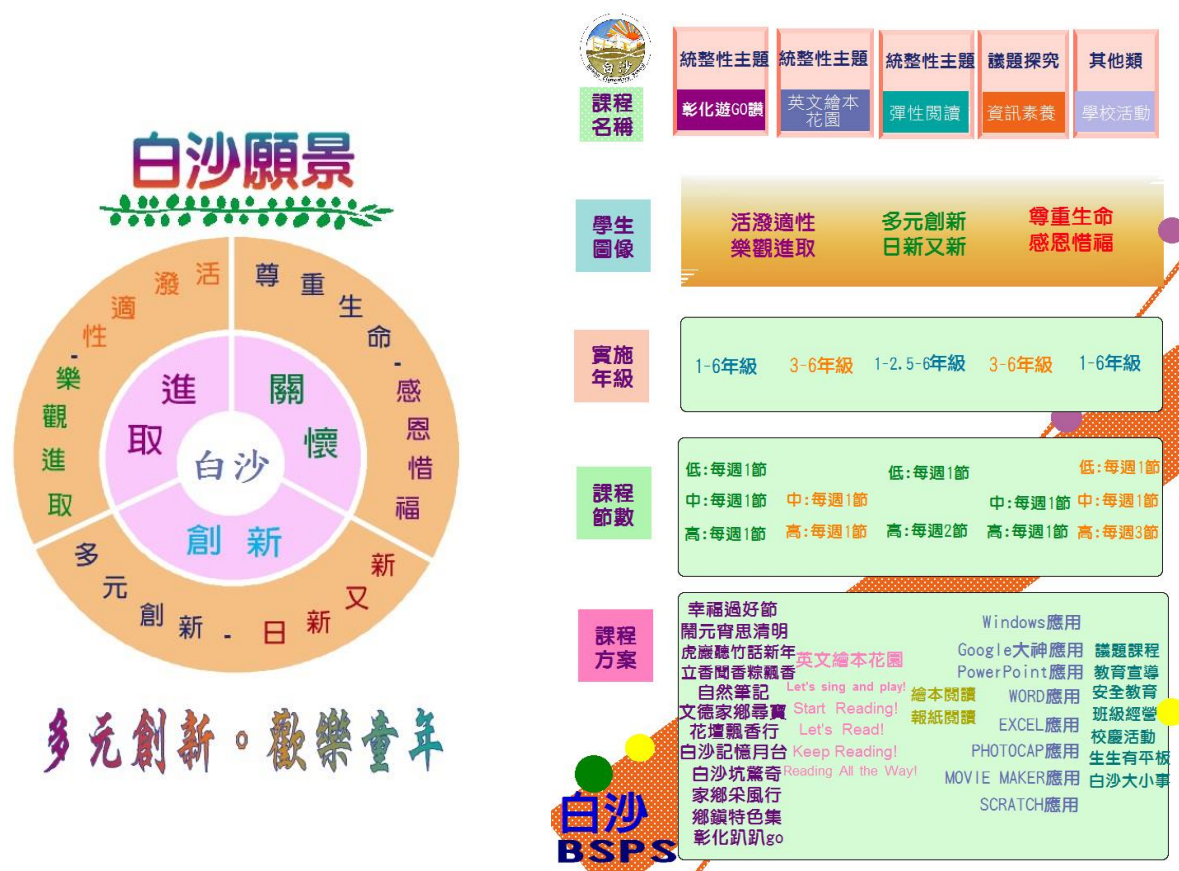 白沙願景
活潑適性-樂觀進取
尊重生命-感恩惜福
多元創新-日新又新
進取
關懷
創新
白沙
多元創新。歡樂童年
白沙
課程
名稱
統整性主題
彰化遊GO讚
統整性主題
英文繪本
花園
統整性主題
彈性閱讀
議題探究
資訊素養
其他類
學校活動
學生
圖像
活潑適性
樂觀進取
多元創新
日新又新
尊重生命
感恩惜福
實施
年級
1-6年級
3-6年級
1-2.5-6年級
3-6年級
1-6年級
課程
節數
低:每週1節
中:每週1節
高:每週1節
中:每週1節
高:每週1節
低:每週1節
高:每週2節
中:每週1節
高:每週1節
低:每週1節
中:每週1節
高:每週3節
課程
方案
幸福過好節
鬧元宵思清明
虎巖聽竹話新年
立香聞香粽飄香
自然筆記
文德家鄉尋寶
花壇飄香行
白沙記憶月台
白沙坑驚奇
家鄉采風行
鄉鎮特色集
彰化趴趴go
英文繪本花園
Let's sing and play!
Start Reading!
Let's Read!
Keep Reading!
Reading All the Way!
繪本閱讀
報紙閱讀
Windows應用
Google大神應用
PowerPoint應用
WORD應用
EXCEL應用
PHOTOCAP應用
MOVIE MAKER應用
SCRATCH應用
議題課程
教育宣導
安全教育
班級經營
校慶活動
生生有平板
白沙大小事
白沙
BSPS